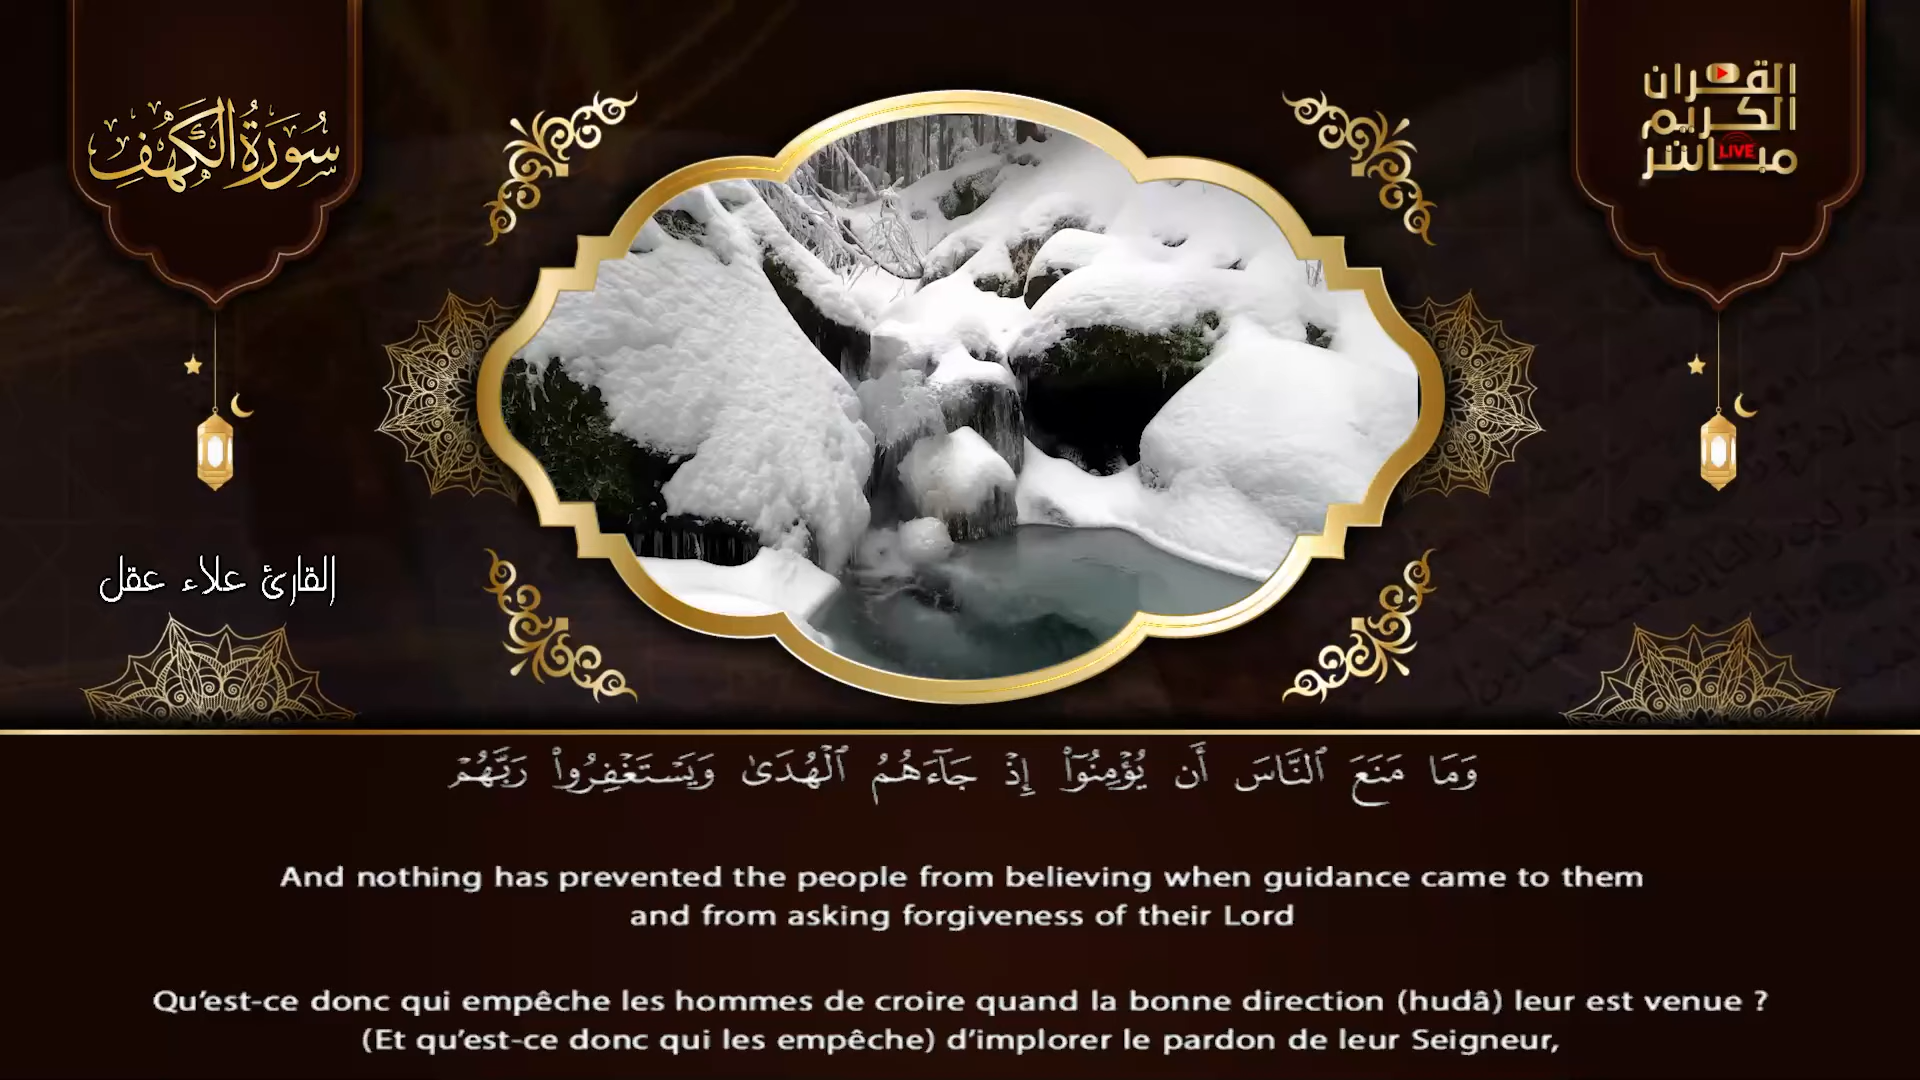 سُورَةُ الكَهْفِ
القرآن
الكريم
مباشر
LIVE
القارئ علاء عقل
وَمَا مَنَعَ ٱلنَّاسَ أَن يُؤْمِنُوٓا۟ إِذْ جَآءَهُمُ ٱلْهُدَىٰ وَيَسْتَغْفِرُوا۟ رَبَّهُمْ
And nothing has prevented the people from believing when guidance came to them
and from asking forgiveness of their Lord
Qu’est-ce donc qui empêche les hommes de croire quand la bonne direction (hudâ) leur est venue ?
(Et qu’est-ce donc qui les empêche) d’implorer le pardon de leur Seigneur,